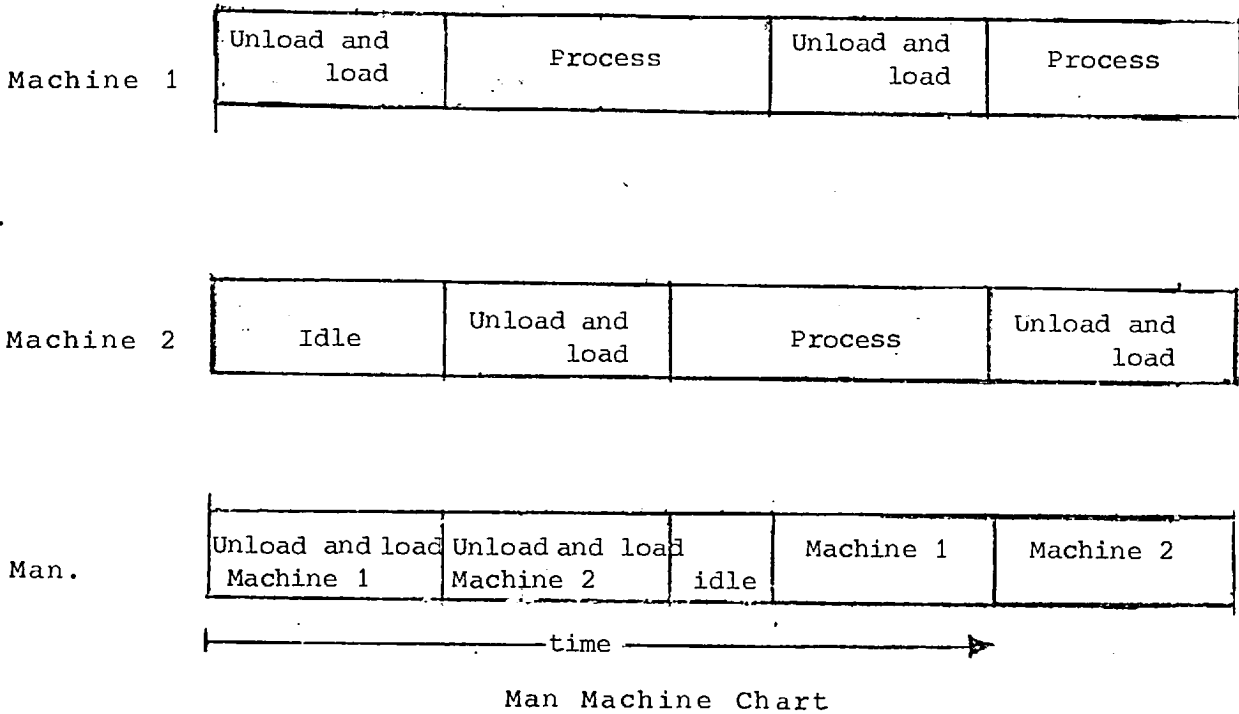 Unload and
load
Process
Unload and
load
Process
Machine 1
Machine 2
Idle
Unload and
load
Process
Unload and
load
Man.
Unload and load
Machine 1
Unload and load
Machine 2
idle
Machine 1
Machine 2
time
Man Machine Chart